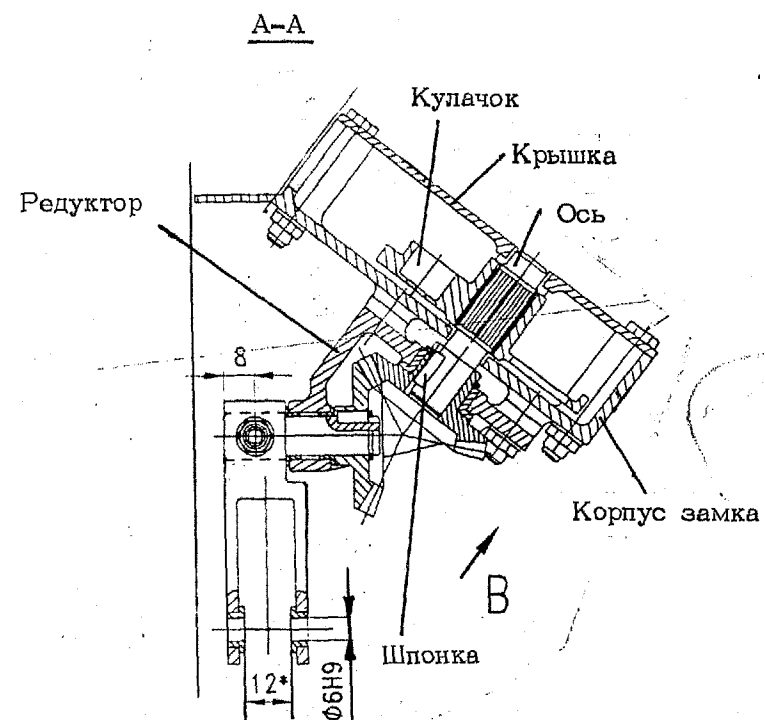 А-А
Кулачок
Крышка
Ось
Редуктор
8
Корпус замка
В
Шпонка
12*
Ф6Н9